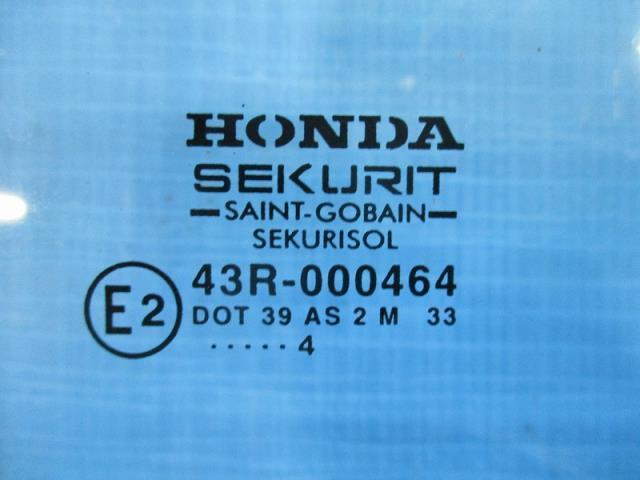 HONDA
SEKURIT
SAINT-GOBAIN
SEKURISOL
E2 43R-000464
DOT 39 AS 2 M 33
. . . . . 4